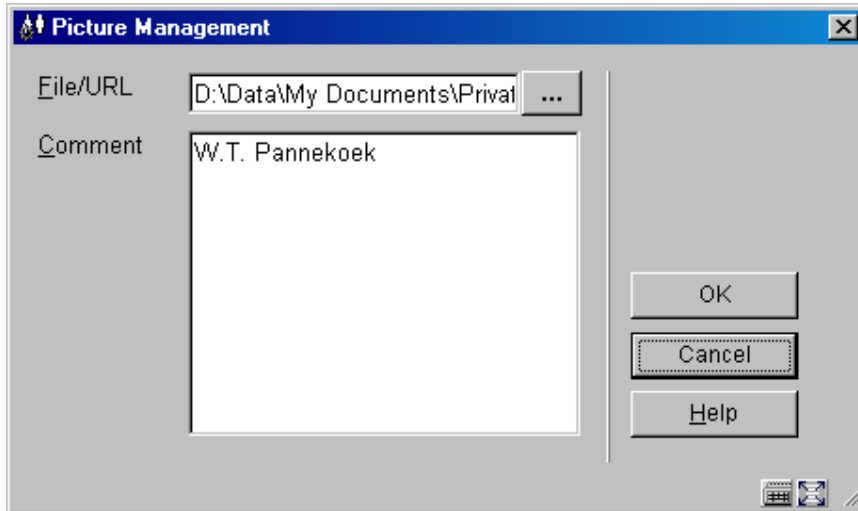 Picture Management
File/URL
D:\Data\My Documents\Privat
...
Comment
W.T. Pannekoek
OK
Cancel
Help